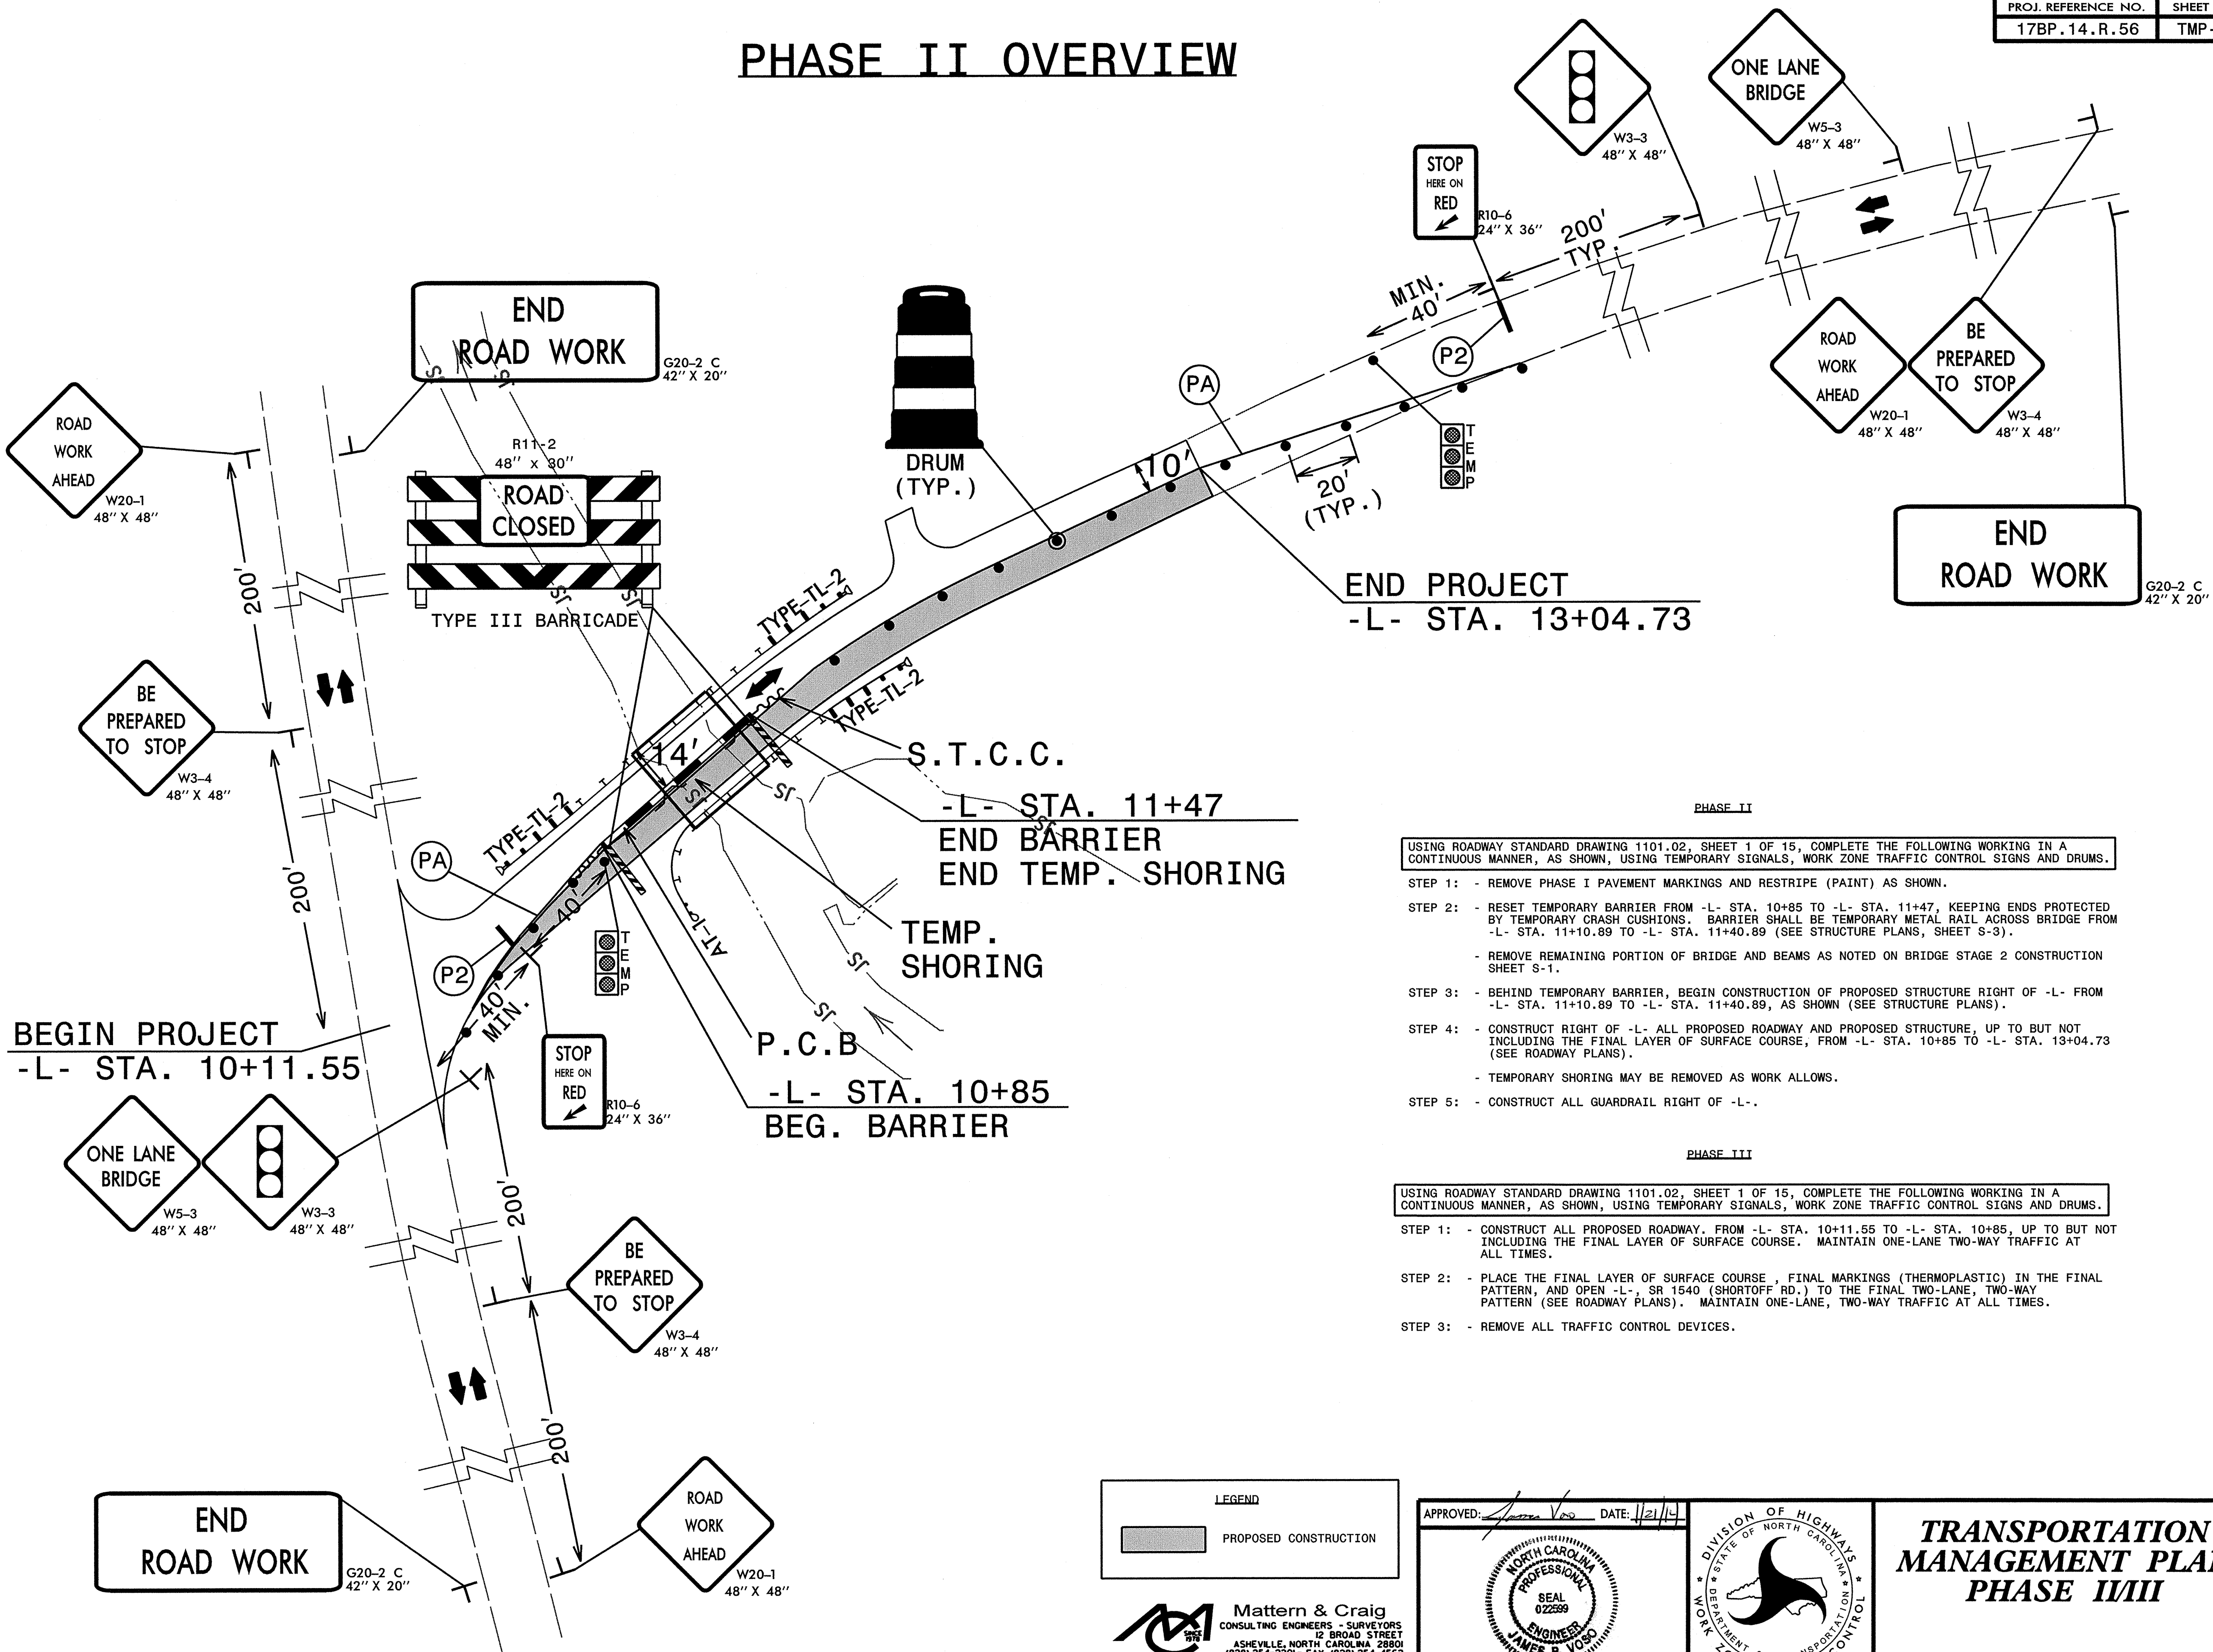 PROJ. REFERENCE NO.
SHEET
17BP.14.R.56
TMP-
PHASE II OVERVIEW
ONE LANE
BRIDGE
W5-3
48" X 48"
W3-3
48" X 48"
STOP
HERE ON
RED
R10-6
24" X 36"
200'
TYP.
MIN.
40'
P2
PA
END
ROAD WORK
G20-2 C
42" X 20"
JS
JS
ROAD
WORK
AHEAD
W20-1
48" X 48"
R11-2
48" x 30"
ROAD
CLOSED
TYPE III BARRICADE
JS
JS
DRUM
(TYP.)
10'
20'
(TYP.)
T
E
M
P
ROAD
WORK
AHEAD
W20-1
48" X 48"
BE
PREPARED
TO STOP
W3-4
48" X 48"
END
ROAD WORK
G20-2 C
42" X 20"
END PROJECT
-L- STA. 13+04.73
200'
TYPE-TL-2
TYPE-TL-2
BE
PREPARED
TO STOP
W3-4
48" X 48"
14'
S.T.C.C.
JS
JS
-L- STA. 11+47
END BARRIER
END TEMP. SHORING
JS
TYPE-TL-2
200'
PA
40'
AT-1
TEMP.
SHORING
JS
P2
T
E
M
P
40'
MIN.
JS
BEGIN PROJECT
-L- STA. 10+11.55
P.C.B
-L- STA. 10+85
BEG. BARRIER
STOP
HERE ON
RED
R10-6
24" X 36"
ONE LANE
BRIDGE
W5-3
48" X 48"
W3-3
48" X 48"
200'
BE
PREPARED
TO STOP
W3-4
48" X 48"
200'
END
ROAD WORK
G20-2 C
42" X 20"
ROAD
WORK
AHEAD
W20-1
48" X 48"
PHASE II
USING ROADWAY STANDARD DRAWING 1101.02, SHEET 1 OF 15, COMPLETE THE FOLLOWING WORKING IN A
CONTINUOUS MANNER, AS SHOWN, USING TEMPORARY SIGNALS, WORK ZONE TRAFFIC CONTROL SIGNS AND DRUMS.
STEP 1: - REMOVE PHASE I PAVEMENT MARKINGS AND RESTRIPE (PAINT) AS SHOWN.
STEP 2: - RESET TEMPORARY BARRIER FROM -L- STA. 10+85 TO -L- STA. 11+47, KEEPING ENDS PROTECTED
BY TEMPORARY CRASH CUSHIONS. BARRIER SHALL BE TEMPORARY METAL RAIL ACROSS BRIDGE FROM
-L- STA. 11+10.89 TO -L- STA. 11+40.89 (SEE STRUCTURE PLANS, SHEET S-3).
- REMOVE REMAINING PORTION OF BRIDGE AND BEAMS AS NOTED ON BRIDGE STAGE 2 CONSTRUCTION
SHEET S-1.
STEP 3: - BEHIND TEMPORARY BARRIER, BEGIN CONSTRUCTION OF PROPOSED STRUCTURE RIGHT OF -L- FROM
-L- STA. 11+10.89 TO -L- STA. 11+40.89, AS SHOWN (SEE STRUCTURE PLANS).
STEP 4: - CONSTRUCT RIGHT OF -L- ALL PROPOSED ROADWAY AND PROPOSED STRUCTURE, UP TO BUT NOT
INCLUDING THE FINAL LAYER OF SURFACE COURSE, FROM -L- STA. 10+85 TO -L- STA. 13+04.73
(SEE ROADWAY PLANS).
- TEMPORARY SHORING MAY BE REMOVED AS WORK ALLOWS.
STEP 5: - CONSTRUCT ALL GUARDRAIL RIGHT OF -L-.
PHASE III
USING ROADWAY STANDARD DRAWING 1101.02, SHEET 1 OF 15, COMPLETE THE FOLLOWING WORKING IN A
CONTINUOUS MANNER, AS SHOWN, USING TEMPORARY SIGNALS, WORK ZONE TRAFFIC CONTROL SIGNS AND DRUMS.
STEP 1: - CONSTRUCT ALL PROPOSED ROADWAY. FROM -L- STA. 10+11.55 TO -L- STA. 10+85, UP TO BUT NOT
INCLUDING THE FINAL LAYER OF SURFACE COURSE. MAINTAIN ONE-LANE TWO-WAY TRAFFIC AT
ALL TIMES.
STEP 2: - PLACE THE FINAL LAYER OF SURFACE COURSE , FINAL MARKINGS (THERMOPLASTIC) IN THE FINAL
PATTERN, AND OPEN -L-, SR 1540 (SHORTOFF RD.) TO THE FINAL TWO-LANE, TWO-WAY
PATTERN (SEE ROADWAY PLANS). MAINTAIN ONE-LANE, TWO-WAY TRAFFIC AT ALL TIMES.
STEP 3: - REMOVE ALL TRAFFIC CONTROL DEVICES.
LEGEND
PROPOSED CONSTRUCTION
SINCE
1978
Mattern & Craig
CONSULTING ENGINEERS - SURVEYORS
12 BROAD STREET
ASHEVILLE, NORTH CAROLINA 28801
APPROVED: James Voso DATE: 1/21/14
NORTH CAROLINA
PROFESSIONAL
SEAL
022599
ENGINEER
JAMES R. VOSO
DIVISION OF HIGHWAYS
STATE OF NORTH CAROLINA
TRANSPORTATION
MANAGEMENT PLA
PHASE II/III